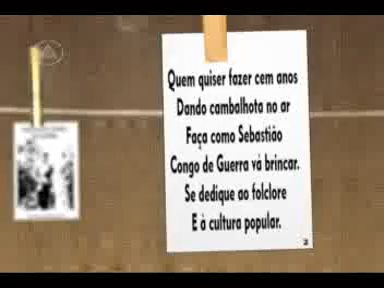 Quem quiser fazer cem anos
Dando cambalhota no ar
Faça como Sebastião
Congo de Guerra vá brincar.
Se dedique ao folclore
E à cultura popular.